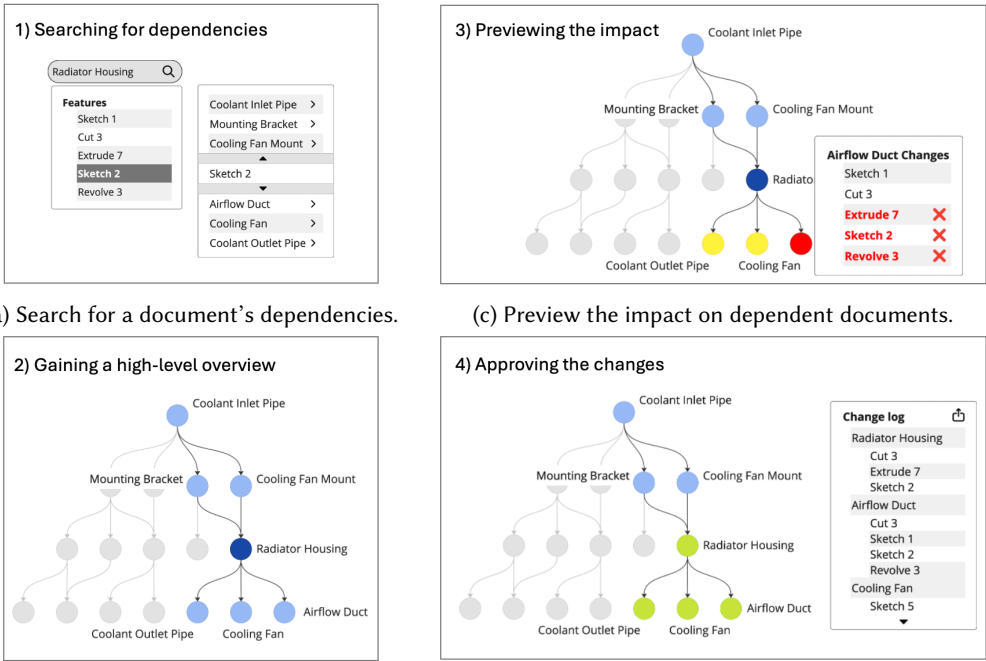 1) Searching for dependencies
Radiator Housing
Features
Sketch 1
Cut 3
Extrude 7
Sketch 2
Revolve 3
Coolant Inlet Pipe
Mounting Bracket
Cooling Fan Mount
Sketch 2
Airflow Duct
Cooling Fan
Coolant Outlet Pipe
) Search for a document's dependencies.
3) Previewing the impact
Coolant Inlet Pipe
Mounting Bracket
Cooling Fan Mount
Radiato
Coolant Outlet Pipe
Cooling Fan
Airflow Duct Changes
Sketch 1
Cut 3
Extrude 7
Sketch 2
Revolve 3
(c) Preview the impact on dependent documents.
2) Gaining a high-level overview
Coolant Inlet Pipe
Mounting Bracket
Cooling Fan Mount
Radiator Housing
Airflow Duct
Coolant Outlet Pipe
Cooling Fan
4) Approving the changes
Coolant Inlet Pipe
Mounting Bracket
Cooling Fan Mount
Radiator Housing
Airflow Duct
Coolant Outlet Pipe
Cooling Fan
Change log
Radiator Housing
Cut 3
Extrude 7
Sketch 2
Airflow Duct
Cut 3
Sketch 1
Sketch 2
Revolve 3
Cooling Fan
Sketch 5